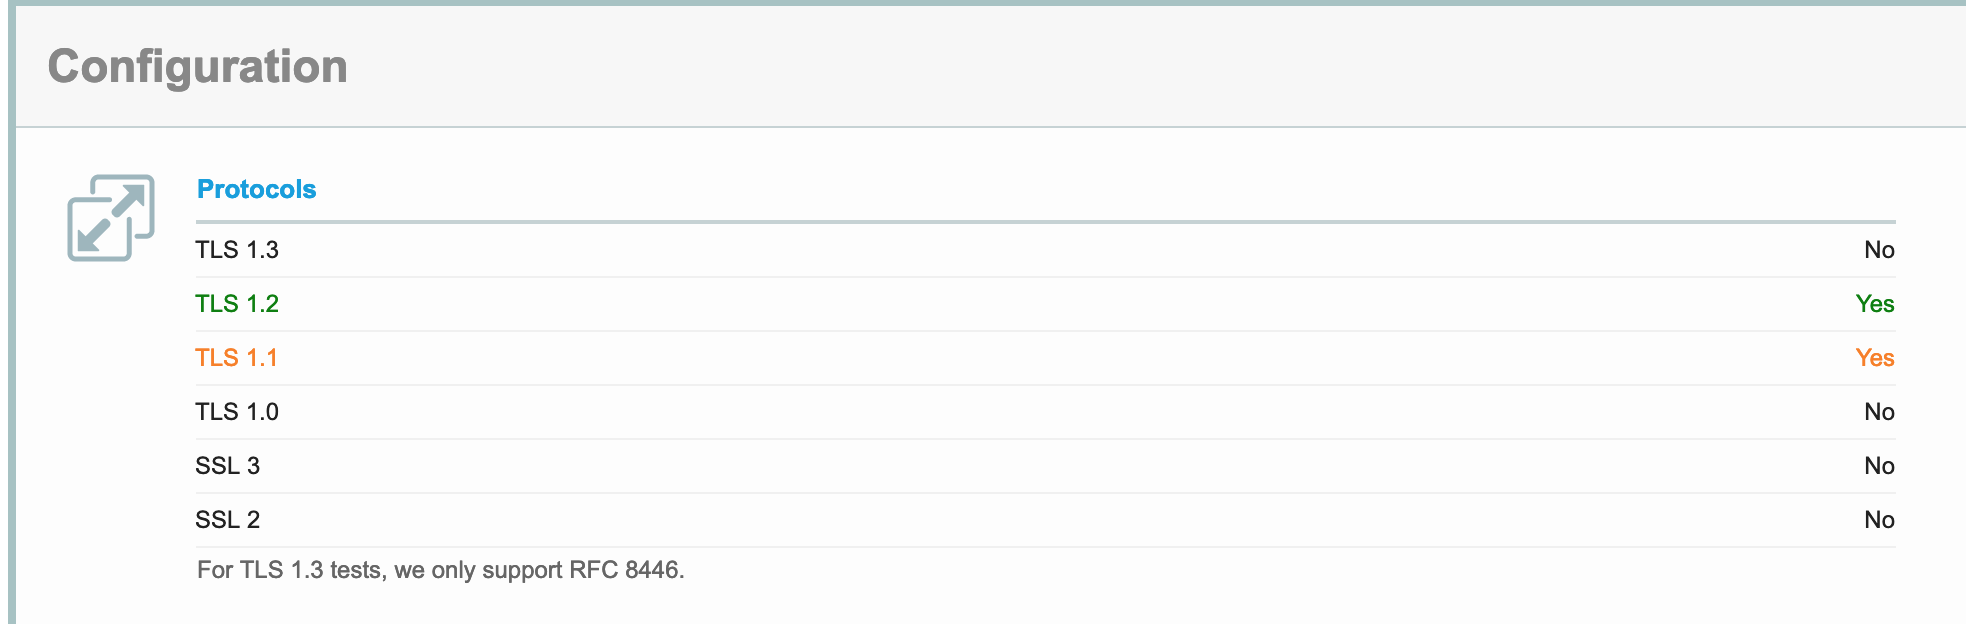 Configuration
Protocols
TLS 1.3 No
TLS 1.2 Yes
TLS 1.1 Yes
TLS 1.0 No
SSL 3 No
SSL 2 No
For TLS 1.3 tests, we only support RFC 8446.